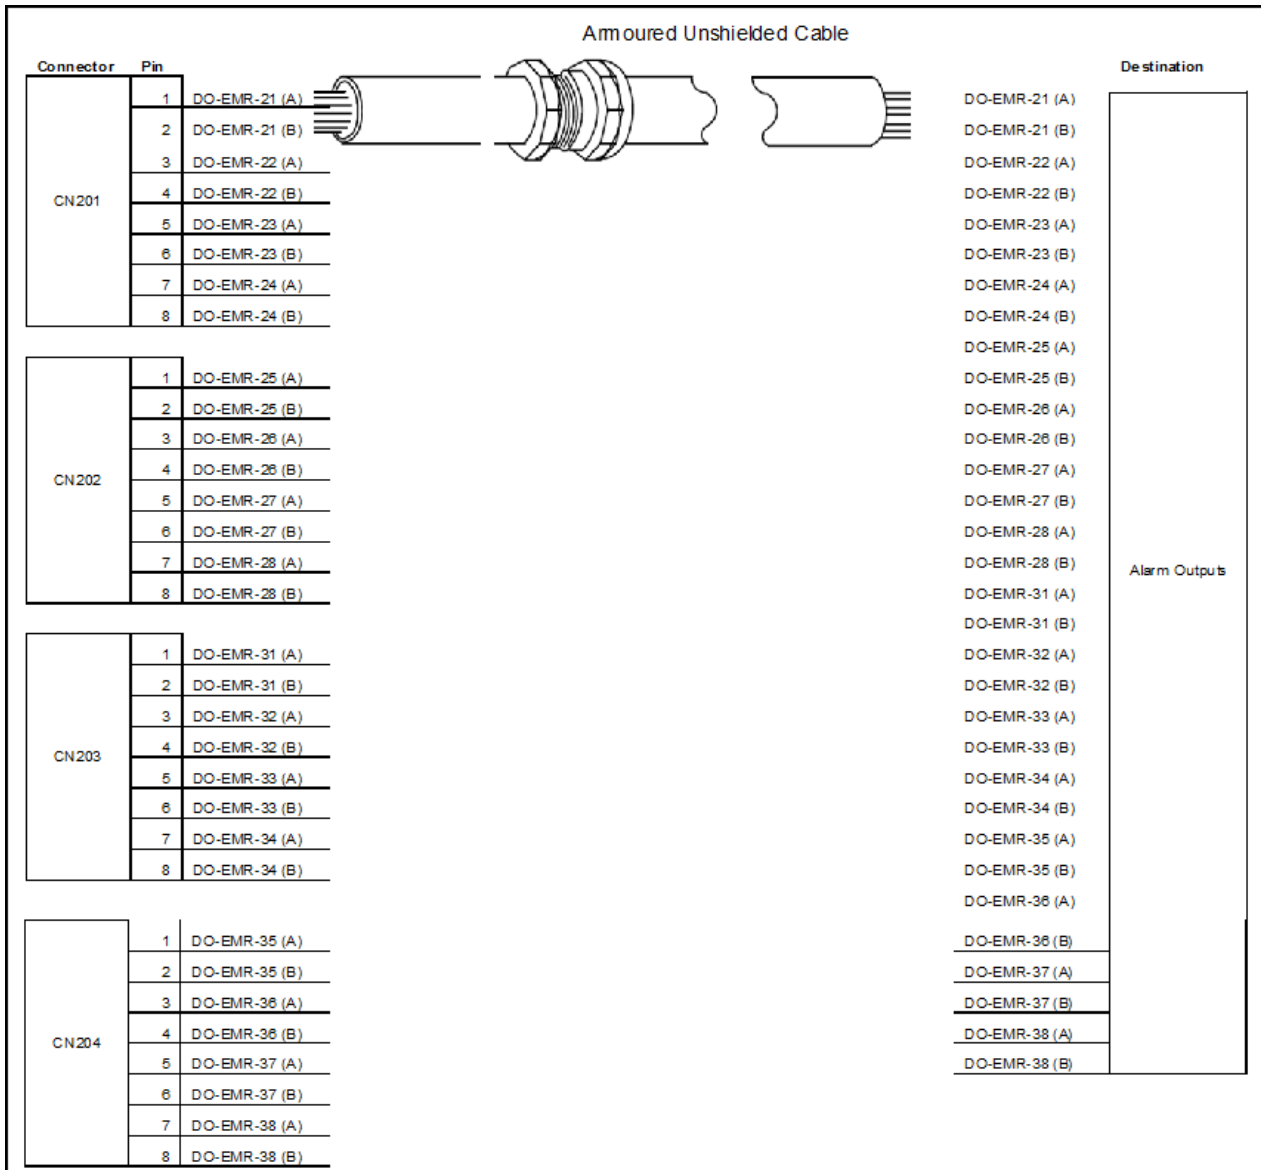 Armoured Unshielded Cable
Connector Pin Destination
1 DO-EMR-21 (A) DO-EMR-21 (A)
2 DO-EMR-21 (B) DO-EMR-21 (B)
3 DO-EMR-22 (A) DO-EMR-22 (A)
CN201 4 DO-EMR-22 (B) DO-EMR-22 (B)
5 DO-EMR-23 (A) DO-EMR-23 (A)
6 DO-EMR-23 (B) DO-EMR-23 (B)
7 DO-EMR-24 (A) DO-EMR-24 (A)
8 DO-EMR-24 (B) DO-EMR-24 (B)
DO-EMR-25 (A)
1 DO-EMR-25 (A) DO-EMR-25 (B)
2 DO-EMR-25 (B) DO-EMR-26 (A)
3 DO-EMR-26 (A) DO-EMR-26 (B)
CN202 4 DO-EMR-26 (B) DO-EMR-27 (A)
5 DO-EMR-27 (A) DO-EMR-27 (B)
6 DO-EMR-27 (B) DO-EMR-28 (A)
7 DO-EMR-28 (A) DO-EMR-28 (B) Alarm Outputs
8 DO-EMR-28 (B) DO-EMR-31 (A)
DO-EMR-31 (B)
1 DO-EMR-31 (A) DO-EMR-32 (A)
2 DO-EMR-31 (B) DO-EMR-32 (B)
3 DO-EMR-32 (A) DO-EMR-33 (A)
CN203 4 DO-EMR-32 (B) DO-EMR-33 (B)
5 DO-EMR-33 (A) DO-EMR-34 (A)
6 DO-EMR-33 (B) DO-EMR-34 (B)
7 DO-EMR-34 (A) DO-EMR-35 (A)
8 DO-EMR-34 (B) DO-EMR-35 (B)
DO-EMR-36 (A)
1 DO-EMR-35 (A) DO-EMR-36 (B)
2 DO-EMR-35 (B) DO-EMR-37 (A)
3 DO-EMR-36 (A) DO-EMR-37 (B)
CN204 4 DO-EMR-36 (B) DO-EMR-38 (A)
5 DO-EMR-37 (A) DO-EMR-38 (B)
6 DO-EMR-37 (B)
7 DO-EMR-38 (A)
8 DO-EMR-38 (B)